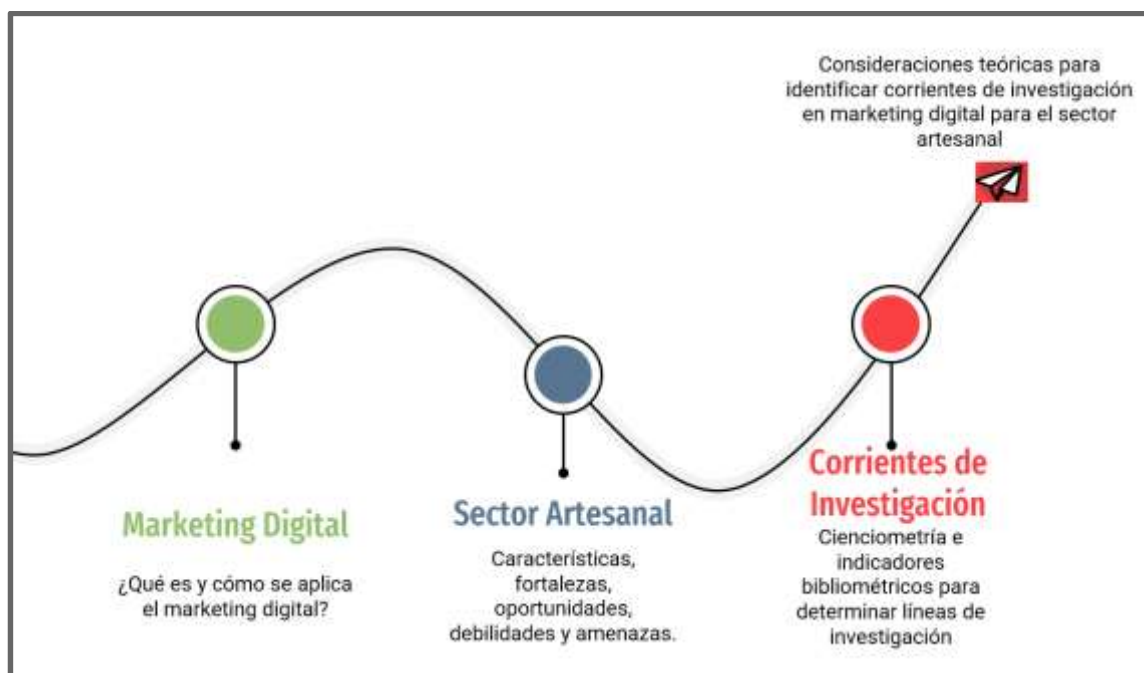 Consideraciones teóricas para
identificar corrientes de investigación
en marketing digital para el sector
artesanal
Marketing Digital
¿Qué es y cómo se aplica
el marketing digital?
Sector Artesanal
Características,
fortalezas,
oportunidades,
debilidades y amenazas.
Corrientes de
Investigación
Cienciometría e
indicadores
bibliométricos para
determinar líneas de
investigación